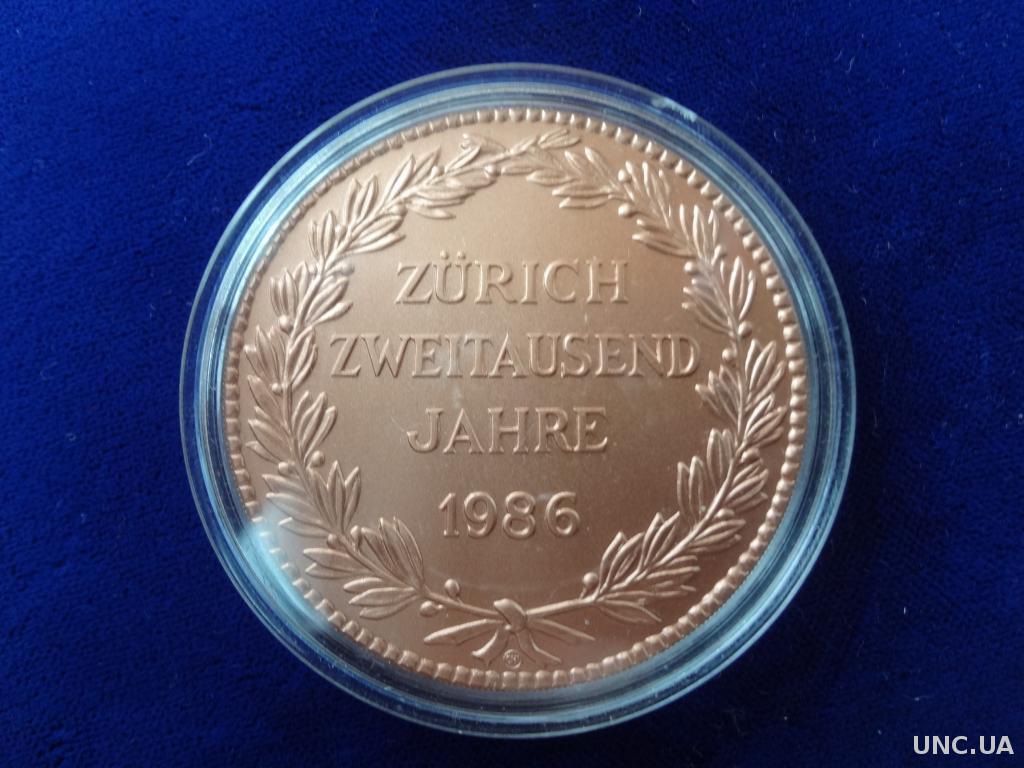 ZÜRICH
ZWEITAUSEND
JAHRE
1986
UNC.UA